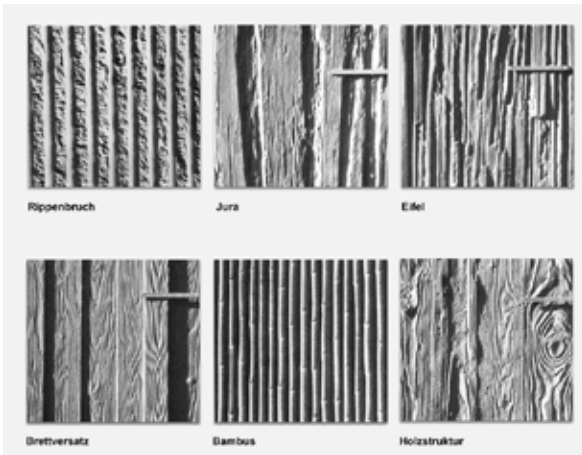 Rippenbruch
Jura
Eifel
Brettversatz
Bambus
Holzstruktur